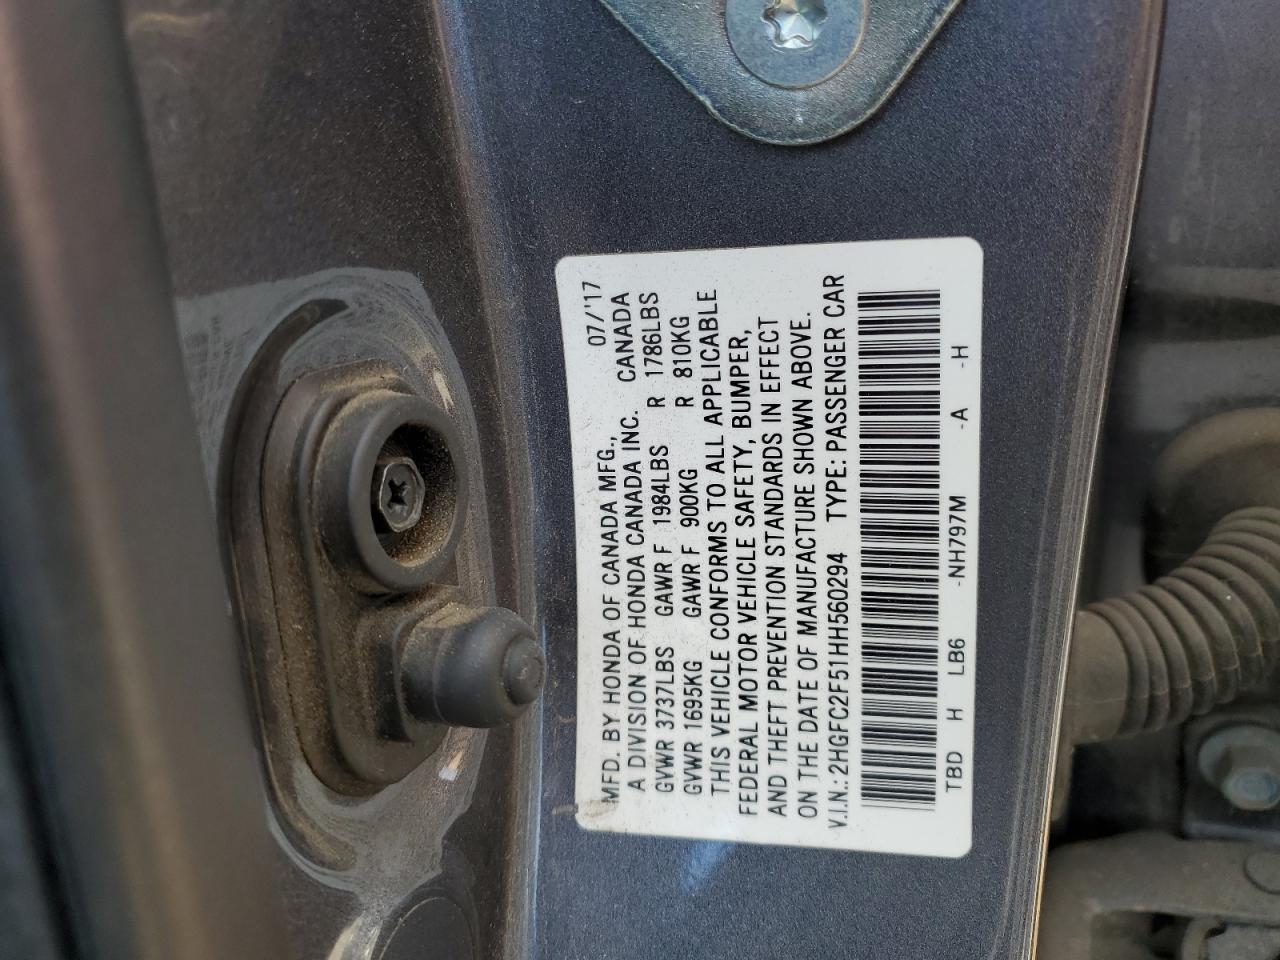 MFD. BY HONDA OF CANADA MFG., 07/'17
A DIVISION OF HONDA CANADA INC. CANADA
GVWR 3737LBS GAWR F 1984LBS R 1786LBS
GVWR 1695KG GAWR F 900KG R 810KG
THIS VEHICLE CONFORMS TO ALL APPLICABLE
FEDERAL MOTOR VEHICLE SAFETY, BUMPER,
AND THEFT PREVENTION STANDARDS IN EFFECT
ON THE DATE OF MANUFACTURE SHOWN ABOVE.
V.I.N.: 2HGFC2F51HH560294 TYPE: PASSENGER CAR
TBD H LB6 -NH797M -A -H